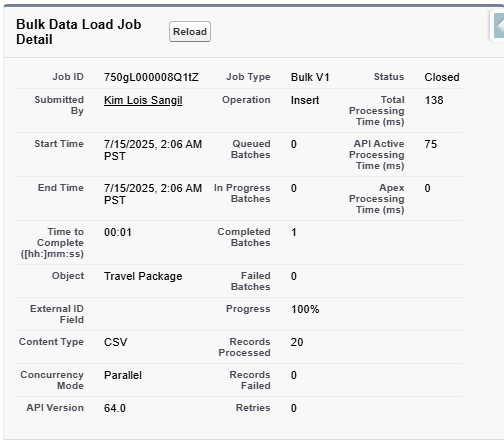 Bulk Data Load Job
Detail
Reload
Job ID 750gL000008Q1tZ Job Type Bulk V1 Status Closed
Submitted
By Kim Lois Sangil Operation Insert Total
Processing
Time (ms) 138
Start Time 7/15/2025, 2:06 AM
PST Queued
Batches 0 API Active
Processing
Time (ms) 75
End Time 7/15/2025, 2:06 AM
PST In Progress
Batches 0 Apex
Processing
Time (ms) 0
Time to
Complete
([hh:]mm:ss) 00:01 Completed
Batches 1
Object Travel Package Failed
Batches 0
External ID
Field Progress 100%
Content Type CSV Records
Processed 20
Concurrency
Mode Parallel Records
Failed 0
API Version 64.0 Retries 0